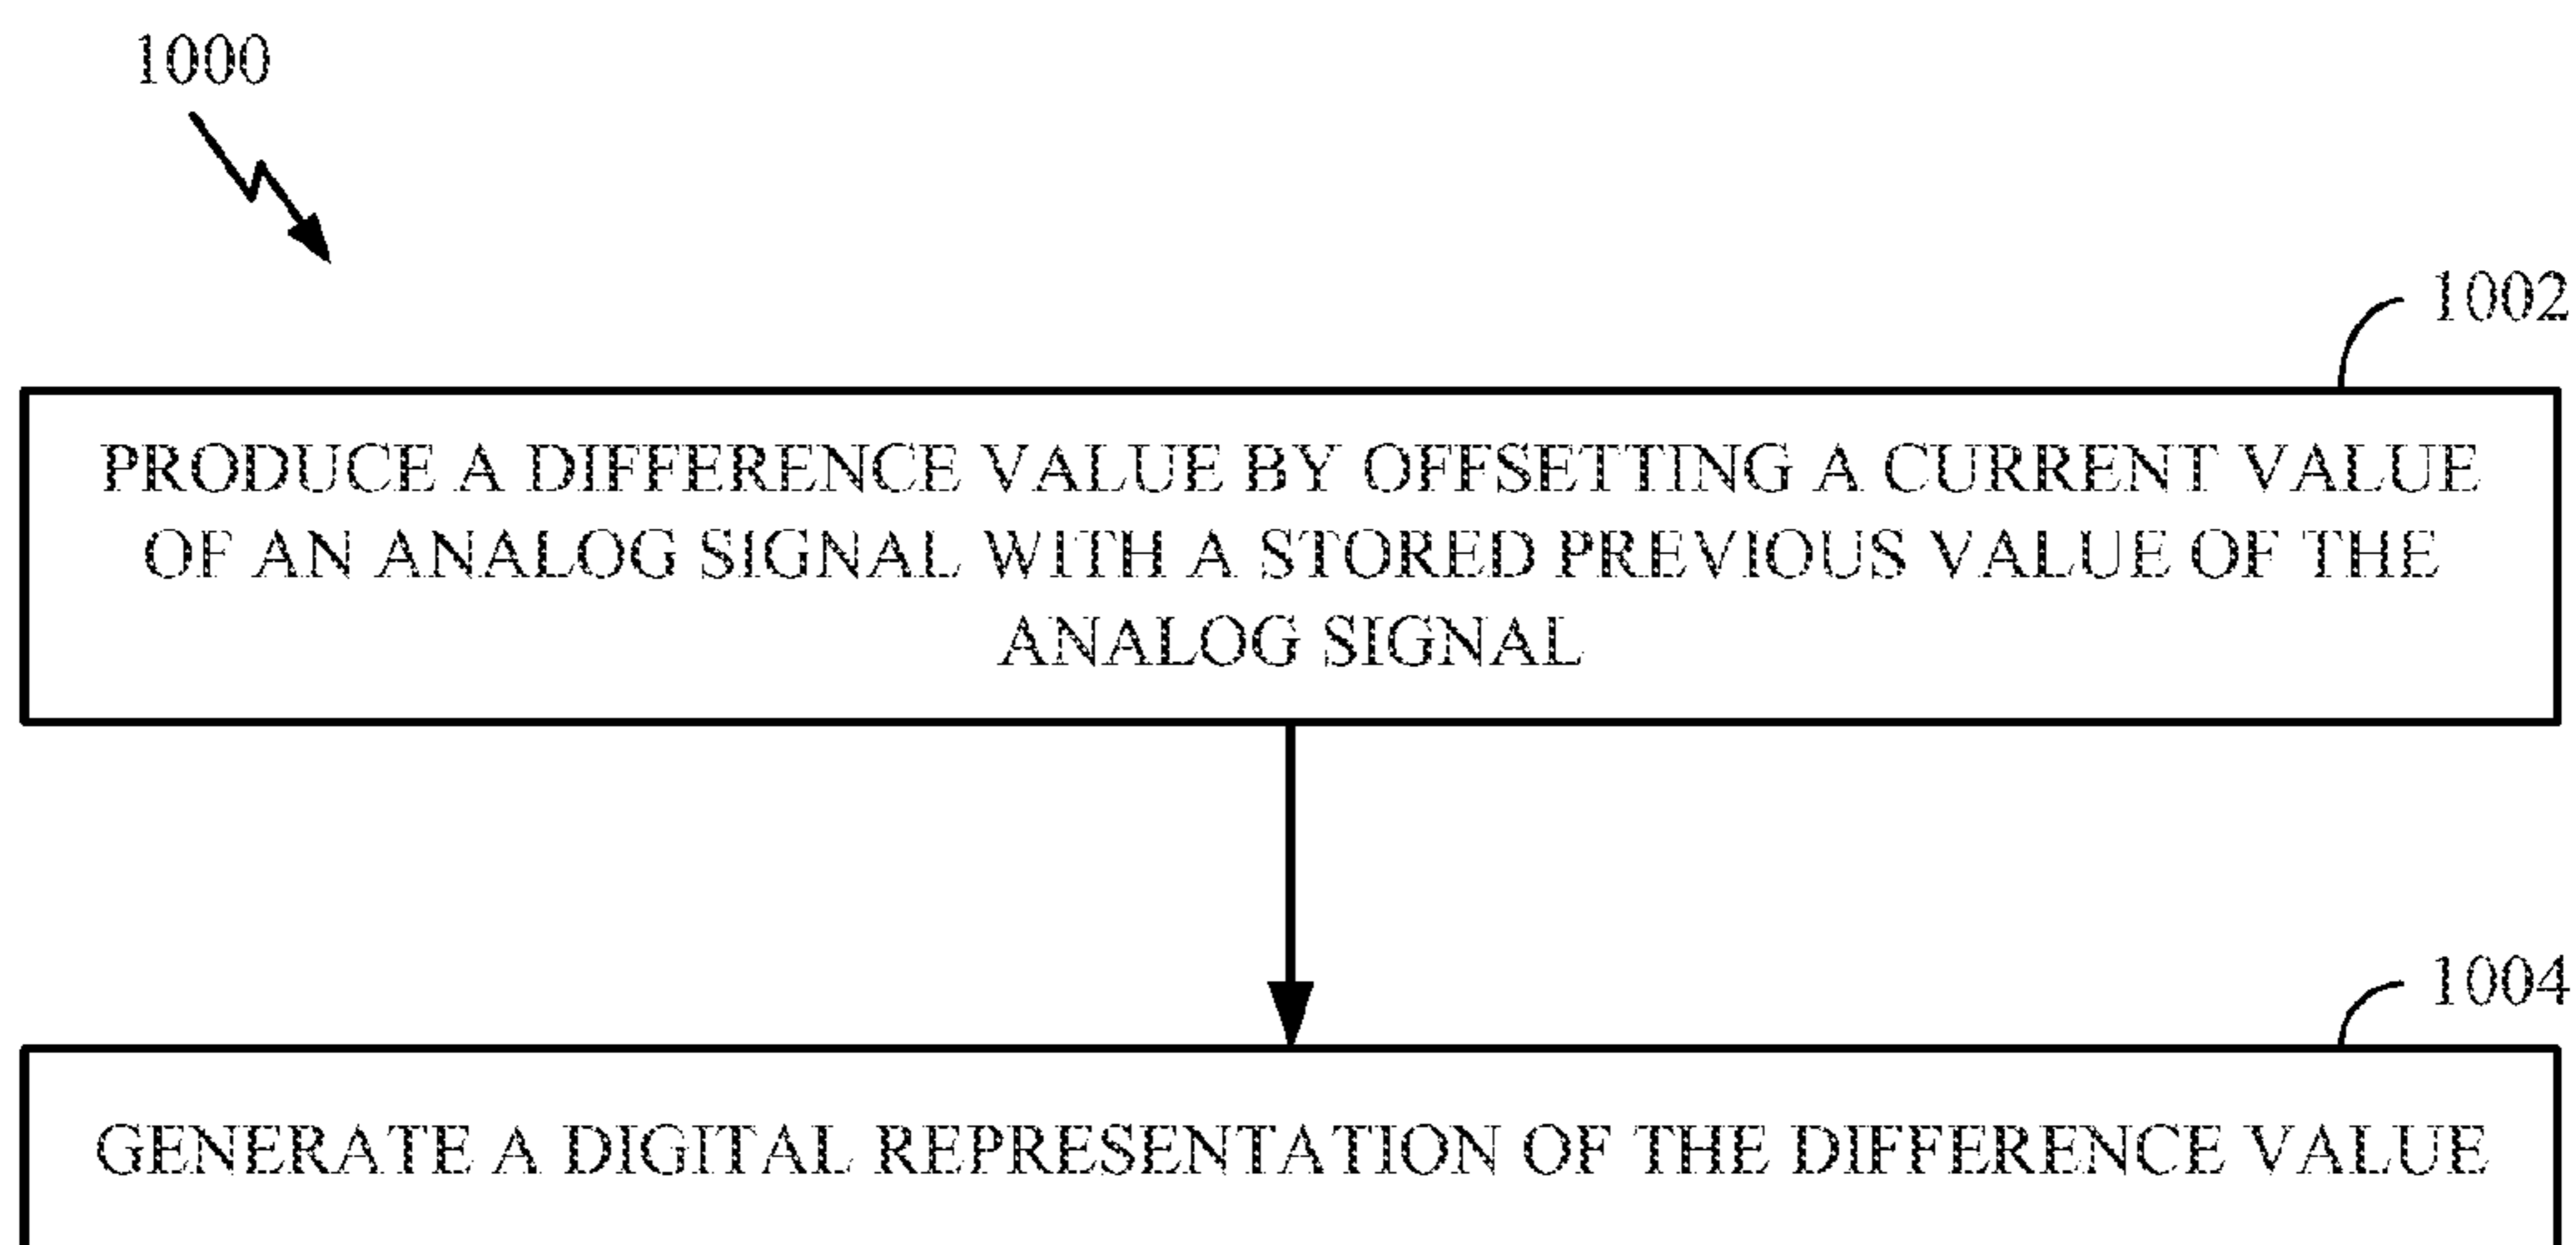 1000
1002
PRODUCE A DIFFERENCE VALUE BY OFFSETTING A CURRENT VALUE
OF AN ANALOG SIGNAL WITH A STORED PREVIOUS VALUE OF THE
ANALOG SIGNAL
1004
GENERATE A DIGITAL REPRESENTATION OF THE DIFFERENCE VALUE